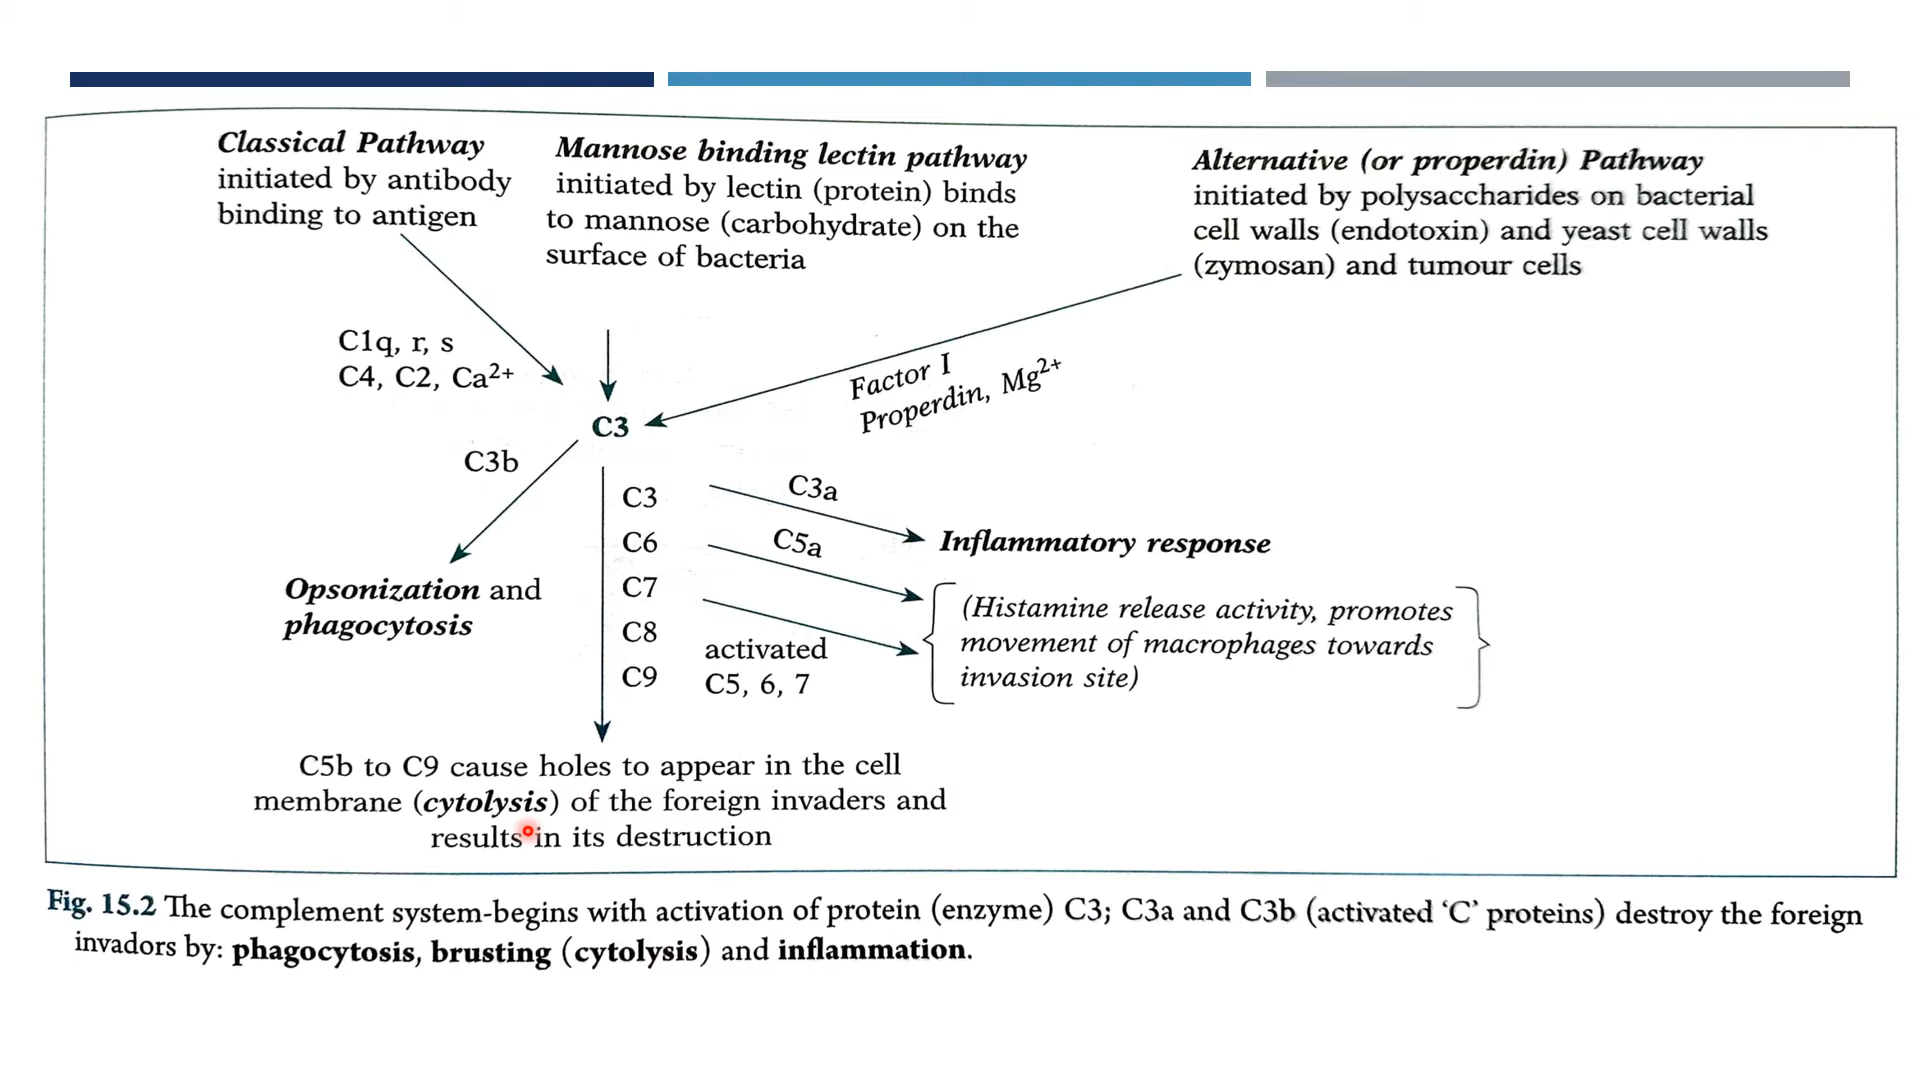 Classical Pathway
initiated by antibody
binding to antigen
Mannose binding lectin pathway
initiated by lectin (protein) binds
to mannose (carbohydrate) on the
surface of bacteria
Alternative (or properdin) Pathway
initiated by polysaccharides on bacterial
cell walls (endotoxin) and yeast cell walls
(zymosan) and tumour cells
C1q, r, s
C4, C2, Ca²⁺
Factor I
Properdin, Mg²⁺
C3
C3b
C3
C6
C7
C8
C9
C3a
C5a
activated
C5, 6, 7
Inflammatory response
(Histamine release activity, promotes
movement of macrophages towards
invasion site)
Opsonization and
phagocytosis
C5b to C9 cause holes to appear in the cell
membrane (cytolysis) of the foreign invaders and
results in its destruction
Fig. 15.2 The complement system-begins with activation of protein (enzyme) C3; C3a and C3b (activated ‘C’ proteins) destroy the foreign
invadors by: phagocytosis, brusting (cytolysis) and inflammation.